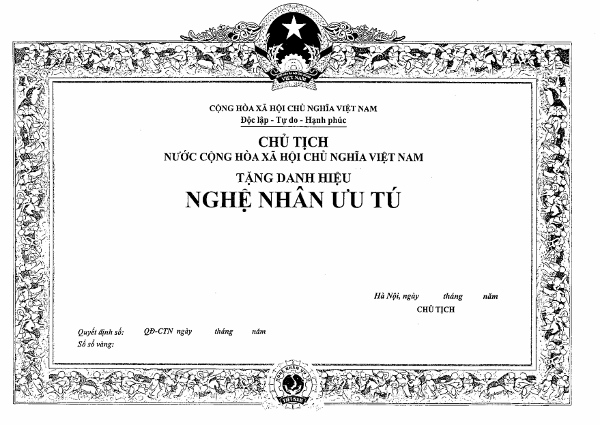 CỘNG HÒA XÃ HỘI CHỦ NGHĨA VIỆT NAM
Độc lập - Tự do - Hạnh phúc
CHỦ TỊCH
NƯỚC CỘNG HÒA XÃ HỘI CHỦ NGHĨA VIỆT NAM
TẶNG DANH HIỆU
NGHỆ NHÂN ƯU TÚ
Hà Nội, ngày tháng năm
CHỦ TỊCH
Quyết định số: QĐ-CTN ngày tháng năm
Số sổ vàng: